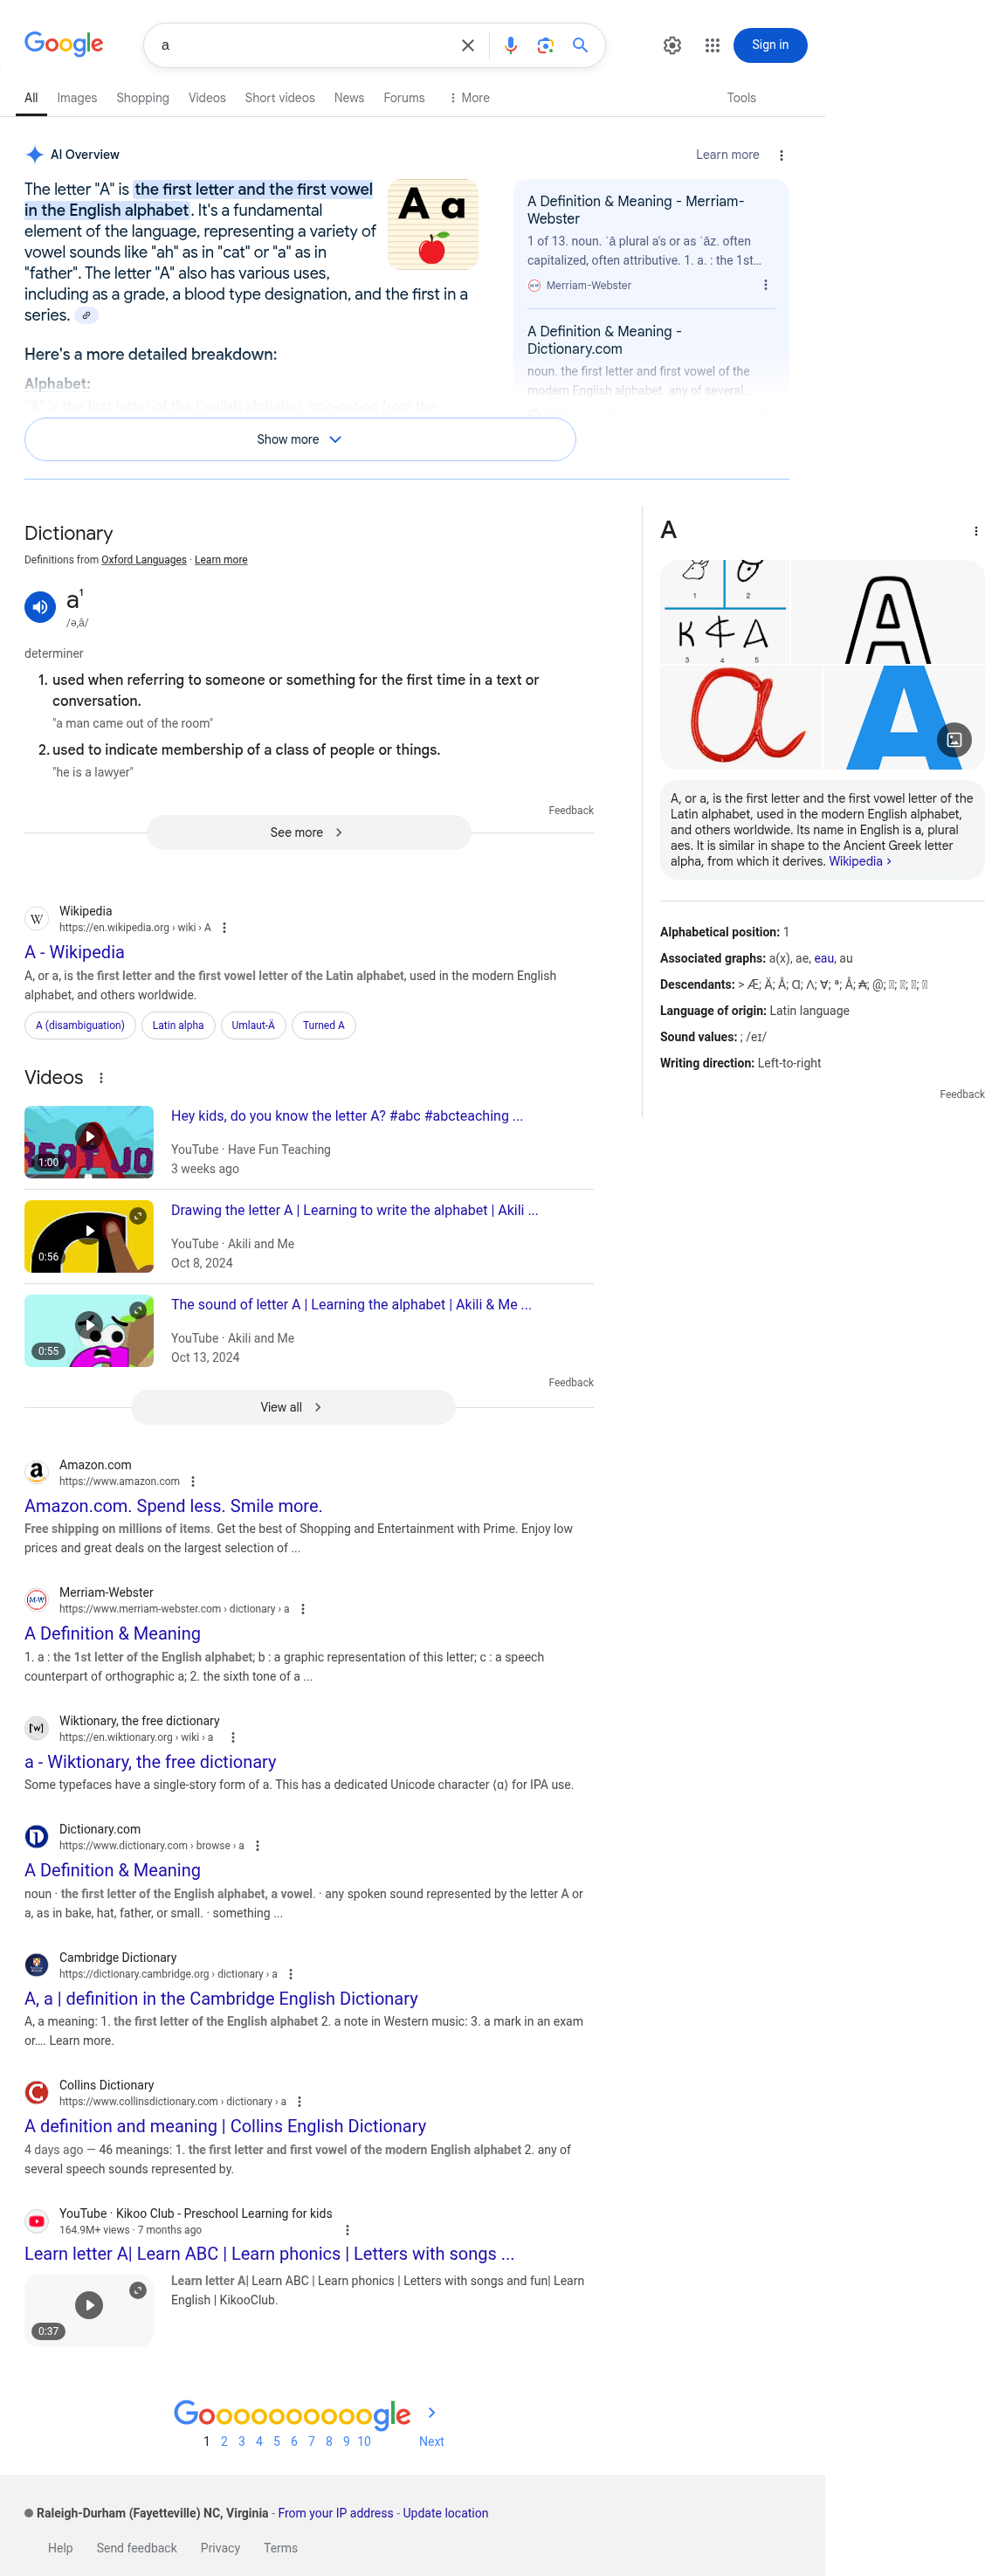 Google
a
Sign in
All Images Shopping Videos Short videos News Forums More Tools
AI Overview
Learn more
The letter "A" is the first letter and the first vowel
in the English alphabet. It's a fundamental
element of the language, representing a variety of
vowel sounds like "ah" as in "cat" or "a" as in
"father". The letter "A" also has various uses,
including as a grade, a blood type designation, and the first in a
series.
A a
Here's a more detailed breakdown:
Alphabet:
"A" is the first letter of the English alphabet, originating from the
A Definition & Meaning - Merriam-
Webster
1 of 13. noun. ˈā plural a's or as ˈāz. often
capitalized, often attributive. 1. a. : the 1st...
Merriam-Webster
A Definition & Meaning -
Dictionary.com
noun. the first letter and first vowel of the
modern English alphabet. any of several...
Show more
Dictionary
Definitions from Oxford Languages · Learn more
a¹
/ə,ā/
determiner
1. used when referring to someone or something for the first time in a text or
conversation.
"a man came out of the room"
2. used to indicate membership of a class of people or things.
"he is a lawyer"
Feedback
See more
Wikipedia
https://en.wikipedia.org › wiki › A
A - Wikipedia
A, or a, is the first letter and the first vowel letter of the Latin alphabet, used in the modern English
alphabet, and others worldwide.
A (disambiguation) Latin alpha Umlaut-Ä Turned A
Videos
1:00
Hey kids, do you know the letter A? #abc #abcteaching ...
YouTube · Have Fun Teaching
3 weeks ago
0:56
Drawing the letter A | Learning to write the alphabet | Akili ...
YouTube · Akili and Me
Oct 8, 2024
0:55
The sound of letter A | Learning the alphabet | Akili & Me ...
YouTube · Akili and Me
Oct 13, 2024
Feedback
View all
Amazon.com
https://www.amazon.com
Amazon.com. Spend less. Smile more.
Free shipping on millions of items. Get the best of Shopping and Entertainment with Prime. Enjoy low
prices and great deals on the largest selection of ...
Merriam-Webster
https://www.merriam-webster.com › dictionary › a
A Definition & Meaning
1. a : the 1st letter of the English alphabet; b : a graphic representation of this letter; c : a speech
counterpart of orthographic a; 2. the sixth tone of a ...
Wiktionary, the free dictionary
https://en.wiktionary.org › wiki › a
a - Wiktionary, the free dictionary
Some typefaces have a single-story form of a. This has a dedicated Unicode character ⟨ɑ⟩ for IPA use.
Dictionary.com
https://www.dictionary.com › browse › a
A Definition & Meaning
noun · the first letter of the English alphabet, a vowel. · any spoken sound represented by the letter A or
a, as in bake, hat, father, or small. · something ...
Cambridge Dictionary
https://dictionary.cambridge.org › dictionary › a
A, a | definition in the Cambridge English Dictionary
A, a meaning: 1. the first letter of the English alphabet 2. a note in Western music: 3. a mark in an exam
or.... Learn more.
Collins Dictionary
https://www.collinsdictionary.com › dictionary › a
A definition and meaning | Collins English Dictionary
4 days ago — 46 meanings: 1. the first letter and first vowel of the modern English alphabet 2. any of
several speech sounds represented by.
YouTube · Kikoo Club - Preschool Learning for kids
164.9M+ views · 7 months ago
Learn letter A| Learn ABC | Learn phonics | Letters with songs ...
0:37
Learn letter A| Learn ABC | Learn phonics | Letters with songs and fun| Learn
English | KikooClub.
A
1 2
3 4 5
A
a
A
A, or a, is the first letter and the first vowel letter of the
Latin alphabet, used in the modern English alphabet,
and others worldwide. Its name in English is a, plural
aes. It is similar in shape to the Ancient Greek letter
alpha, from which it derives. Wikipedia ›
Alphabetical position: 1
Associated graphs: a(x), ae, eau, au
Descendants: > Æ; Ä; Â; Ɑ; Λ; Ɐ; ª; Å; ₳; @;
Language of origin: Latin language
Sound values: ; /eɪ/
Writing direction: Left-to-right
Feedback
Goooooooooogle
1 2 3 4 5 6 7 8 9 10 Next
Raleigh-Durham (Fayetteville) NC, Virginia - From your IP address - Update location
Help Send feedback Privacy Terms